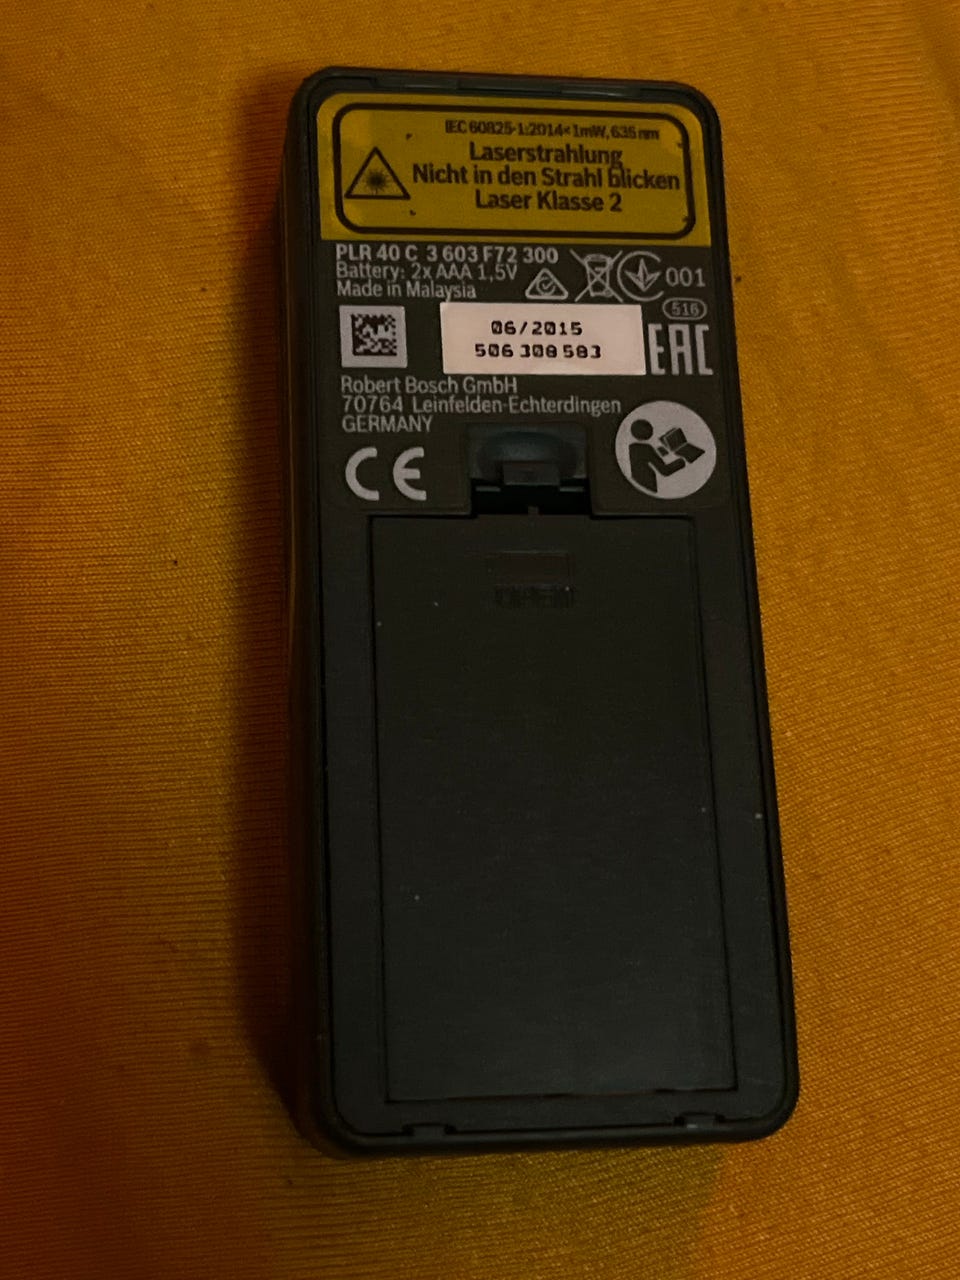 IEC 60825-1:2014<1mW, 635 nm
Laserstrahlung
Nicht in den Strahl blicken
Laser Klasse 2
PLR 40 C 3 603 F72 300
Battery: 2x AAA 1,5V
Made in Malaysia
001
516
06/2015
506 308 583
EAC
Robert Bosch GmbH
70764 Leinfelden-Echterdingen
GERMANY
CE
OPEN